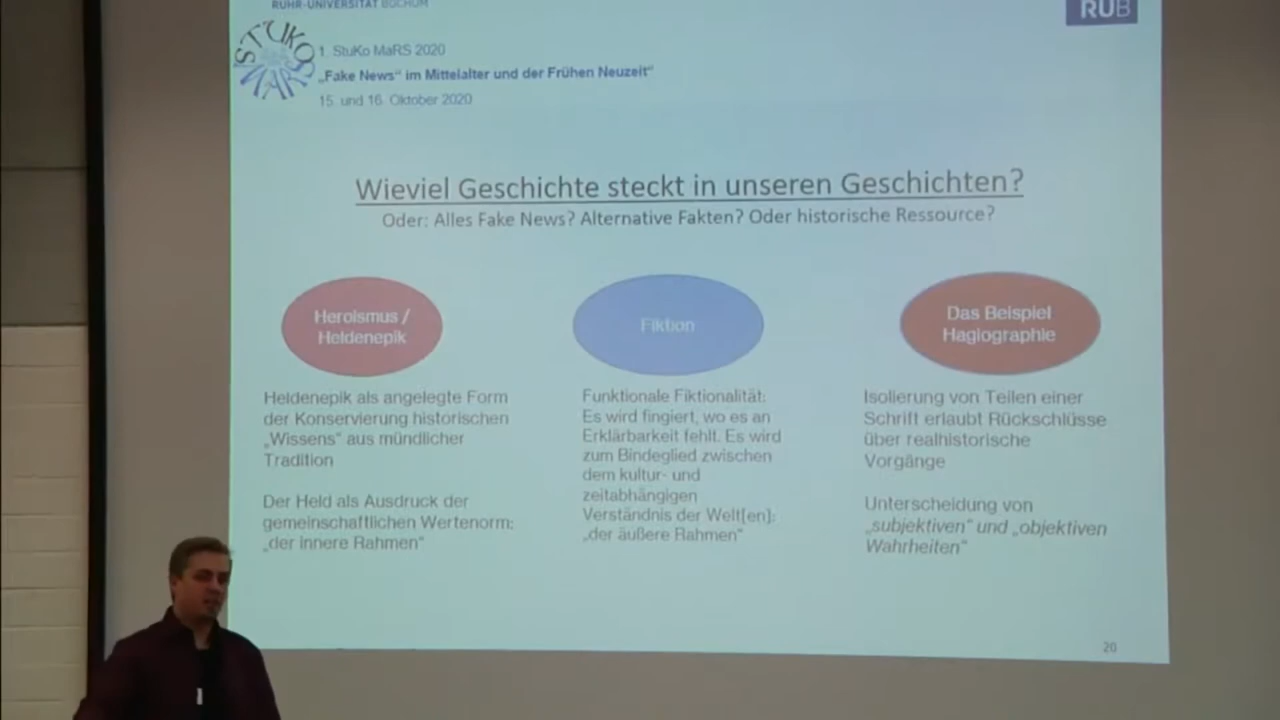 RUHR-UNIVERSITÄT BOCHUM
RUB
STUKO
MARS
1. StuKo MaRS 2020
„Fake News“ im Mittelalter und der Frühen Neuzeit“
15. und 16. Oktober 2020
Wieviel Geschichte steckt in unseren Geschichten?
Oder: Alles Fake News? Alternative Fakten? Oder historische Ressource?
Heroismus /
Heldenepik
Heldenepik als angelegte Form
der Konservierung historischen
„Wissens“ aus mündlicher
Tradition
Der Held als Ausdruck der
gemeinschaftlichen Wertenorm:
„der innere Rahmen“
Fiktion
Funktionale Fiktionalität:
Es wird fingiert, wo es an
Erklärbarkeit fehlt. Es wird
zum Bindeglied zwischen
dem kultur- und
zeitabhängigen
Verständnis der Welt[en]:
„der äußere Rahmen“
Das Beispiel
Hagiographie
Isolierung von Teilen einer
Schrift erlaubt Rückschlüsse
über realhistorische
Vorgänge
Unterscheidung von
„subjektiven“ und „objektiven
Wahrheiten“
20